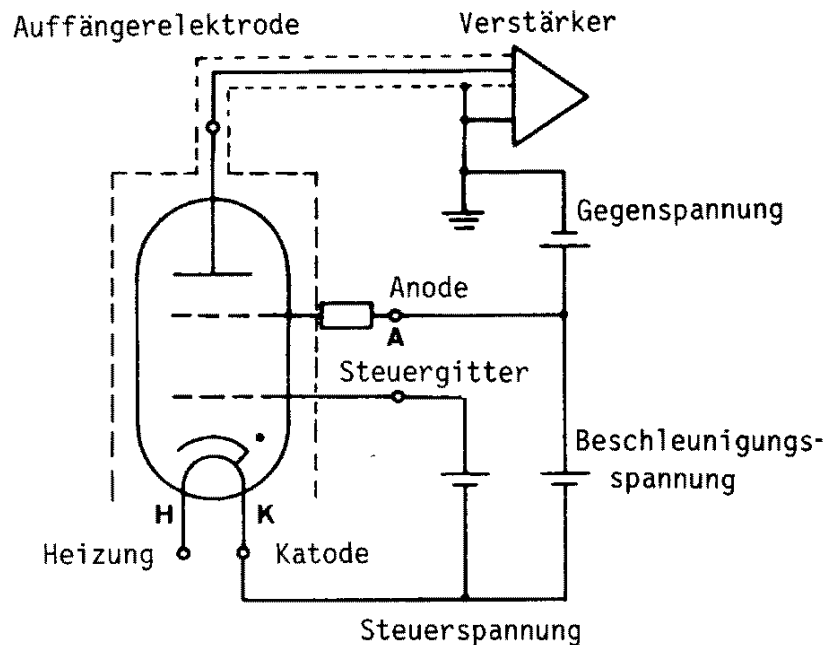 Auffängerelektrode
Verstärker
Gegenspannung
Anode
A
Steuergitter
Beschleunigungs-
spannung
H
K
Heizung
Katode
Steuerspannung